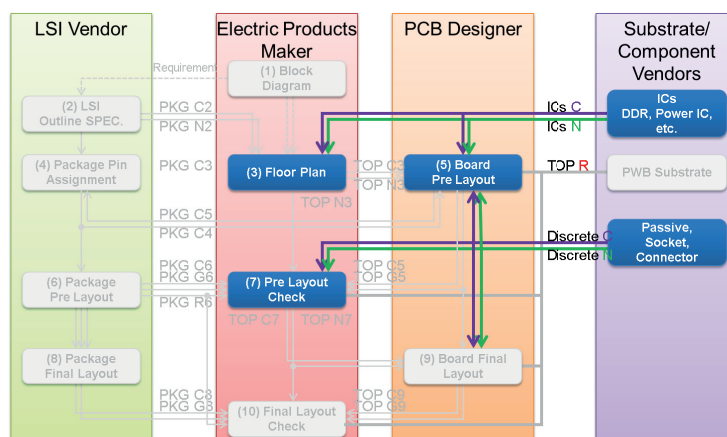 LSI Vendor
Electric Products
Maker
PCB Designer
Substrate/
Component
Vendors
Requirement
(1) Block
Diagram
(2) LSI
Outline SPEC.
PKG C2
PKG N2
ICs C
ICs N
ICs
DDR, Power IC,
etc.
(4) Package Pin
Assignment
PKG C3
(3) Floor Plan
TOP C3
TOP N3
(5) Board
Pre Layout
TOP R
PWB Substrate
TOP N3
PKG C5
PKG C4
Discrete C
Discrete N
Passive,
Socket,
Connector
(6) Package
Pre Layout
PKG C6
PKG G6
PKG R6
(7) Pre Layout
Check
TOP C5
TOP G5
TOP C7
TOP N7
(8) Package
Final Layout
(9) Board Final
Layout
PKG C8
PKG G8
(10) Final Layout
Check
TOP C9
TOP G9